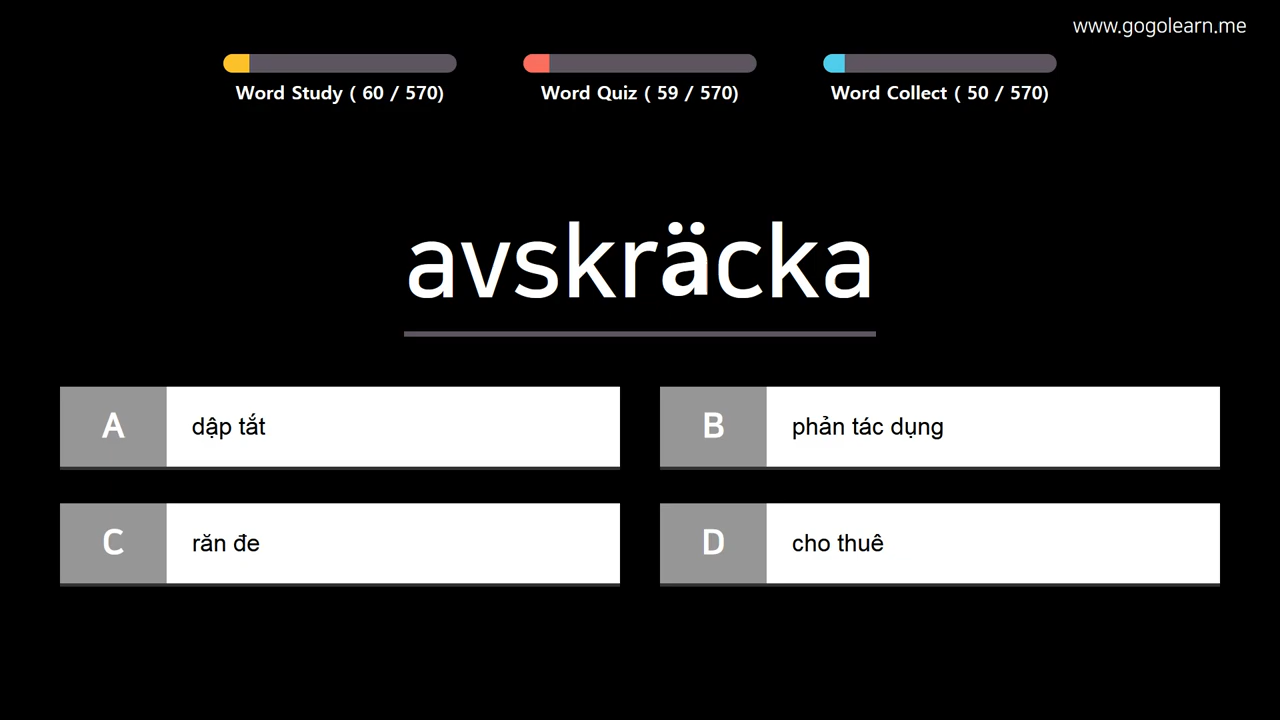 www.gogolearn.me
Word Study ( 60 / 570)
Word Quiz ( 59 / 570)
Word Collect ( 50 / 570)
avskräcka
A
dập tắt
B
phản tác dụng
C
răn đe
D
cho thuê